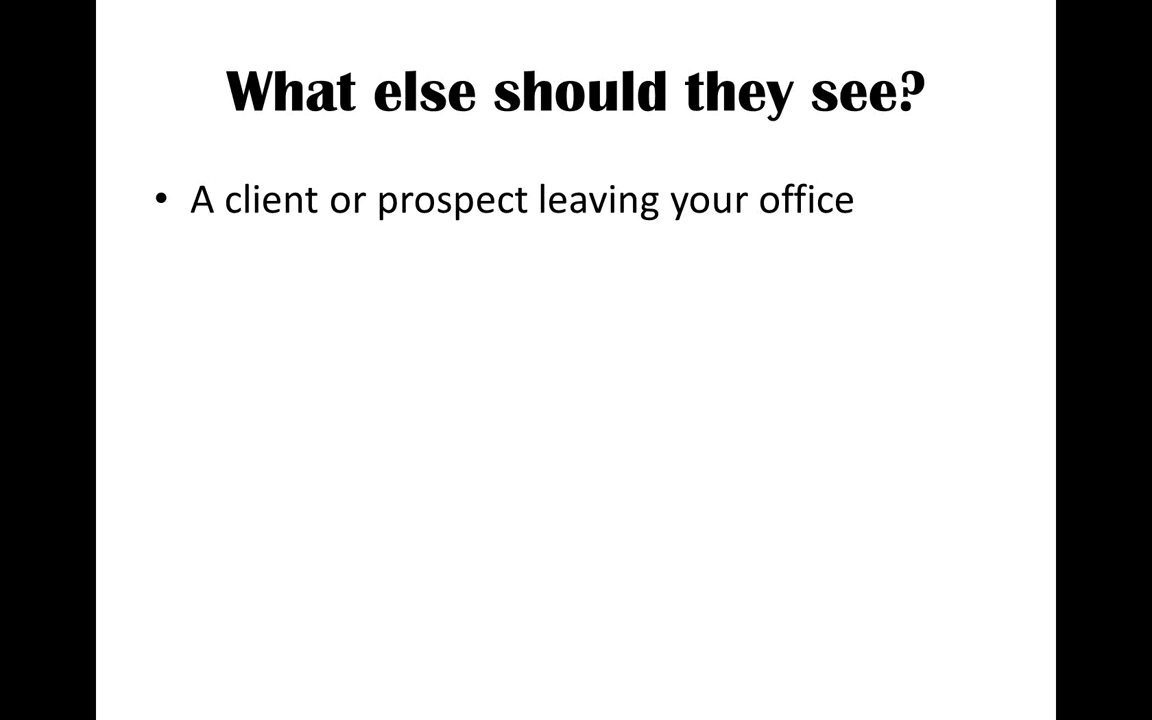 What else should they see?
• A client or prospect leaving your office